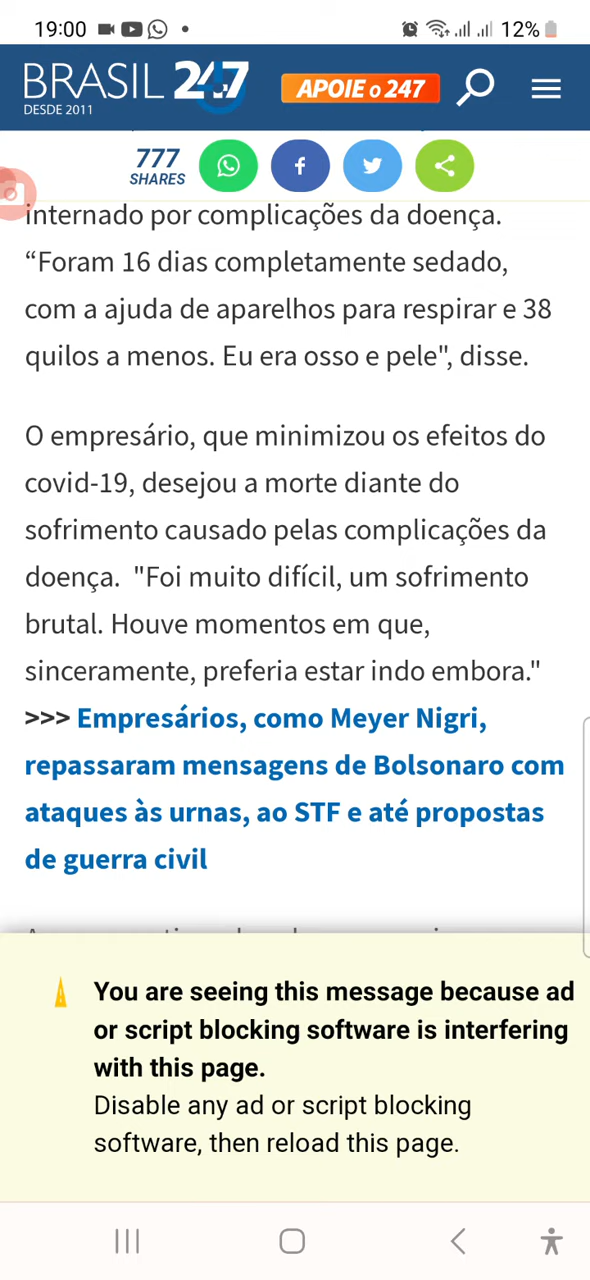 19:00
12%
BRASIL 247
DESDE 2011
APOIE o 247
777
SHARES
internado por complicações da doença.
“Foram 16 dias completamente sedado,
com a ajuda de aparelhos para respirar e 38
quilos a menos. Eu era osso e pele", disse.
O empresário, que minimizou os efeitos do
covid-19, desejou a morte diante do
sofrimento causado pelas complicações da
doença.  "Foi muito difícil, um sofrimento
brutal. Houve momentos em que,
sinceramente, preferia estar indo embora."
>>> Empresários, como Meyer Nigri,
repassaram mensagens de Bolsonaro com
ataques às urnas, ao STF e até propostas
de guerra civil
You are seeing this message because ad
or script blocking software is interfering
with this page.
Disable any ad or script blocking
software, then reload this page.